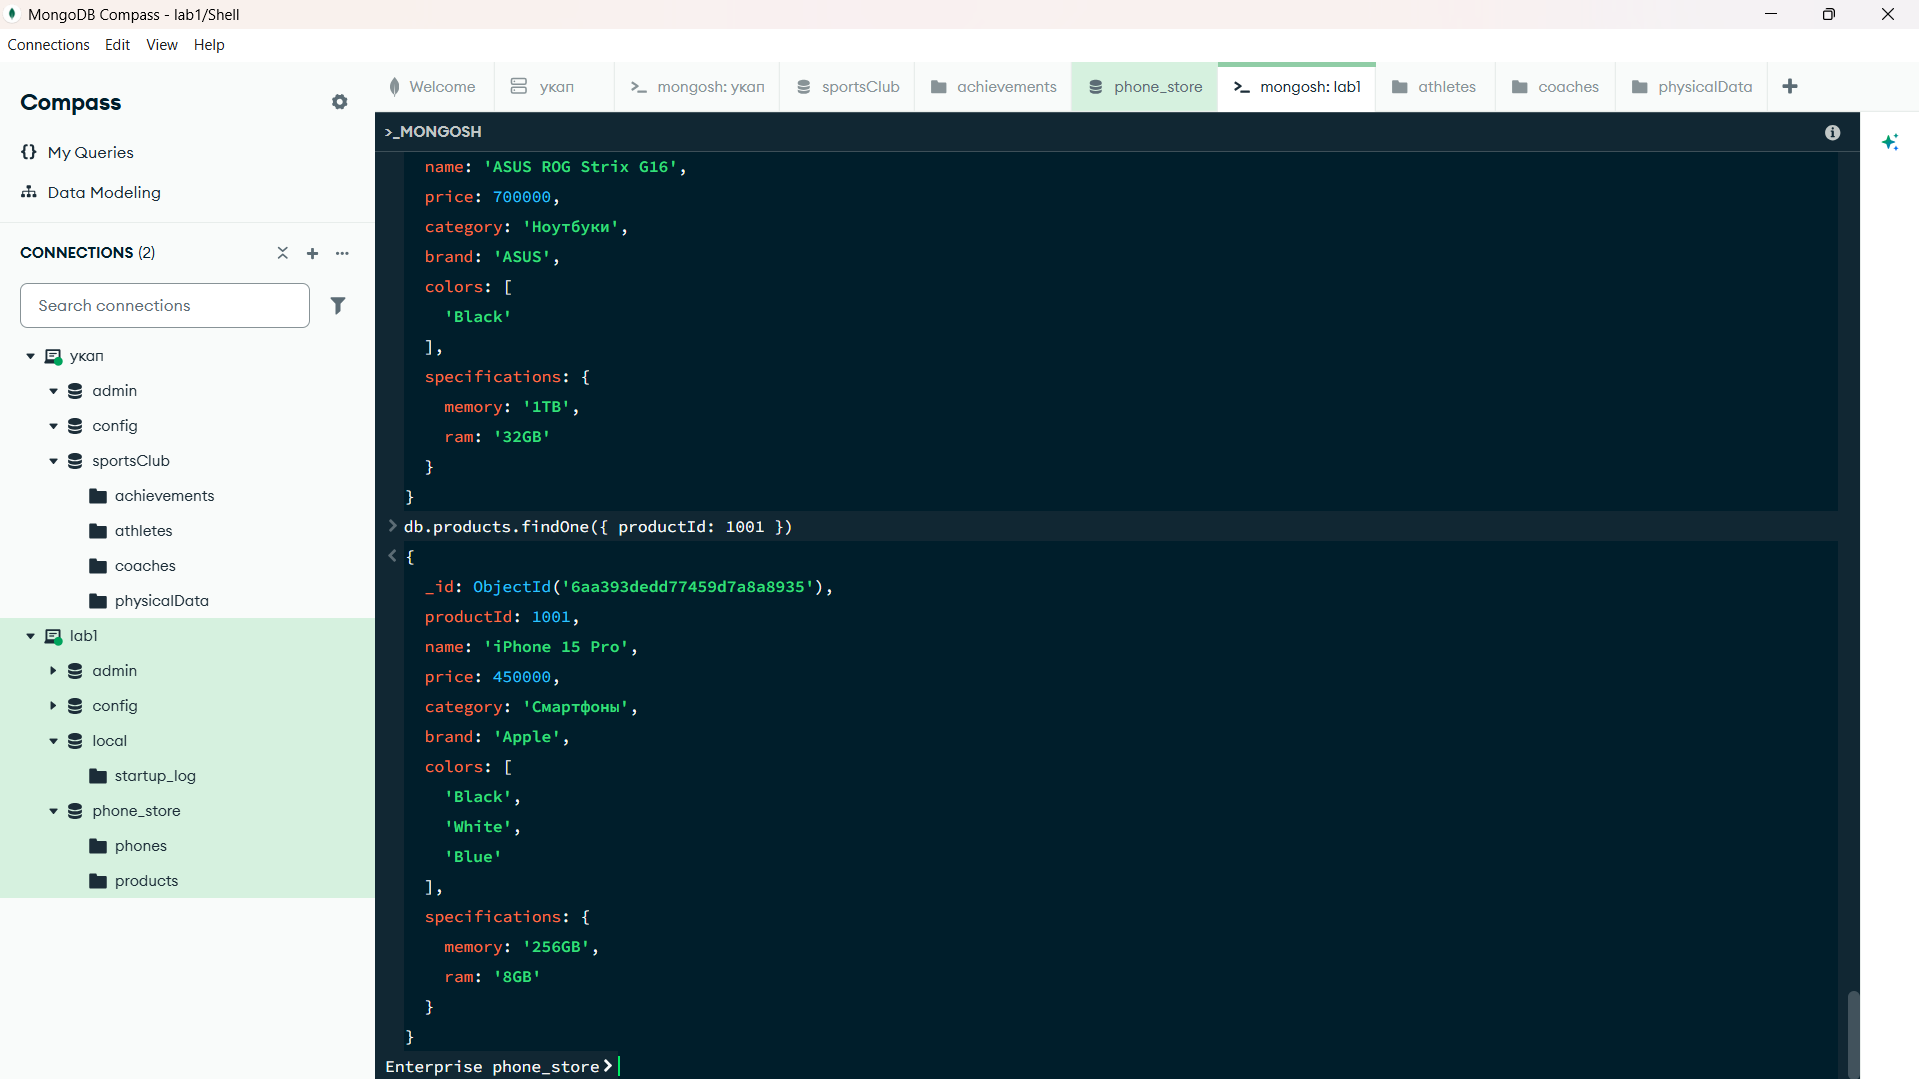 MongoDB Compass - lab1/Shell
Connections Edit View Help
Compass
My Queries
Data Modeling
CONNECTIONS (2)
Search connections
укап
admin
config
sportsClub
achievements
athletes
coaches
physicalData
lab1
admin
config
local
startup_log
phone_store
phones
products
Welcome укап mongosh: укап sportsClub achievements phone_store mongosh: lab1 athletes coaches physicalData
>_MONGOSH
name: 'ASUS ROG Strix G16',
price: 700000,
category: 'Ноутбуки',
brand: 'ASUS',
colors: [
'Black'
],
specifications: {
memory: '1TB',
ram: '32GB'
}
}
> db.products.findOne({ productId: 1001 })
< {
_id: ObjectId('6aa393dedd77459d7a8a8935'),
productId: 1001,
name: 'iPhone 15 Pro',
price: 450000,
category: 'Смартфоны',
brand: 'Apple',
colors: [
'Black',
'White',
'Blue'
],
specifications: {
memory: '256GB',
ram: '8GB'
}
}
Enterprise phone_store>